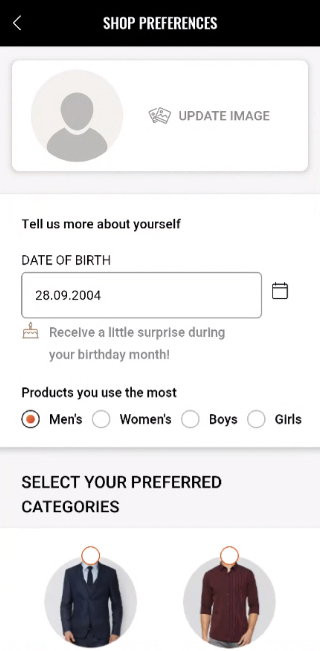 SHOP PREFERENCES
UPDATE IMAGE
Tell us more about yourself
DATE OF BIRTH
28.09.2004
Receive a little surprise during
your birthday month!
Products you use the most
Men's Women's Boys Girls
SELECT YOUR PREFERRED
CATEGORIES